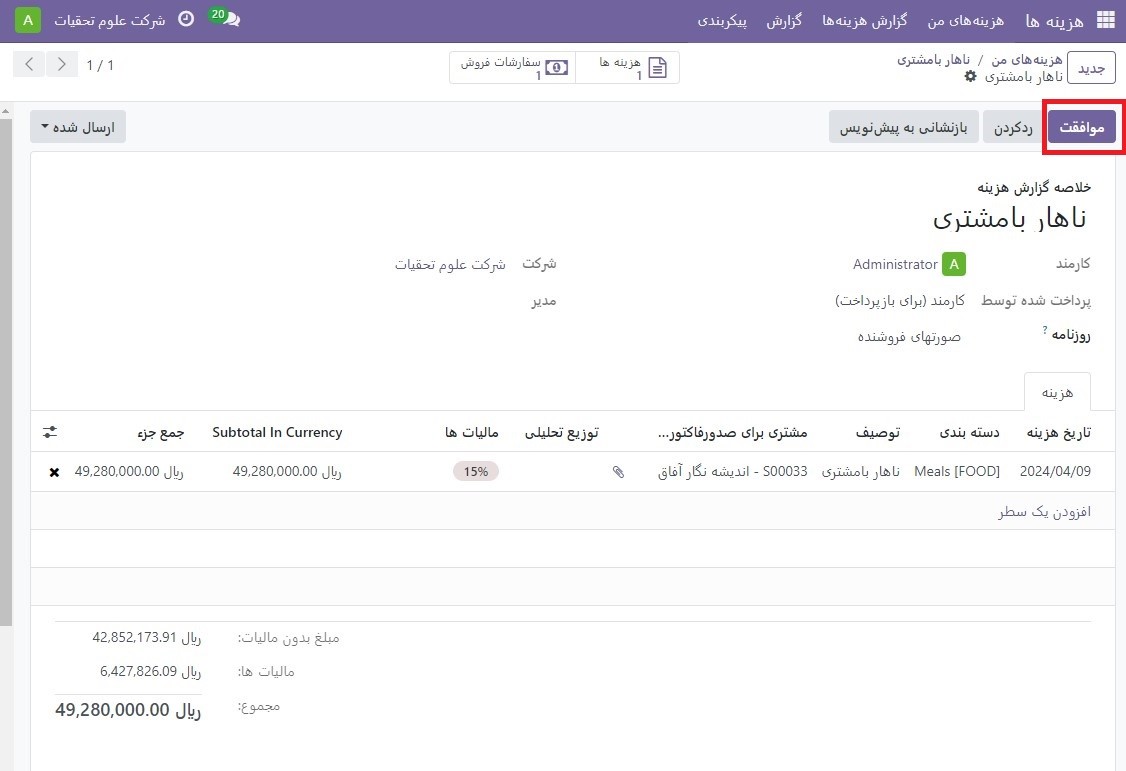 هزینه ها هزینه‌های من گزارش هزینه‌ها گزارش پیکربندی 20 شرکت علوم تحقیات A
جدید هزینه‌های من / ناهار بامشتری
ناهار بامشتری
هزینه ها 1
سفارشات فروش 1
1 / 1
موافقت ردکردن بازنشانی به پیش‌نویس ارسال شده
خلاصه گزارش هزینه
ناهار بامشتری
کارمند A Administrator شرکت شرکت علوم تحقیات
پرداخت شده توسط کارمند (برای بازپرداخت) مدیر
روزنامه ? صورتهای فروشنده
هزینه
تاریخ هزینه دسته بندی توصیف مشتری برای صدورفاکتور... توزیع تحلیلی مالیات ها Subtotal In Currency جمع جزء
2024/04/09 [FOOD] Meals ناهار بامشتری S00033 - اندیشه نگار آفاق 15% ریال 49,280,000.00 ریال 49,280,000.00
افزودن یک سطر
مبلغ بدون مالیات: ریال 42,852,173.91
مالیات ها: ریال 6,427,826.09
مجموع: ریال 49,280,000.00